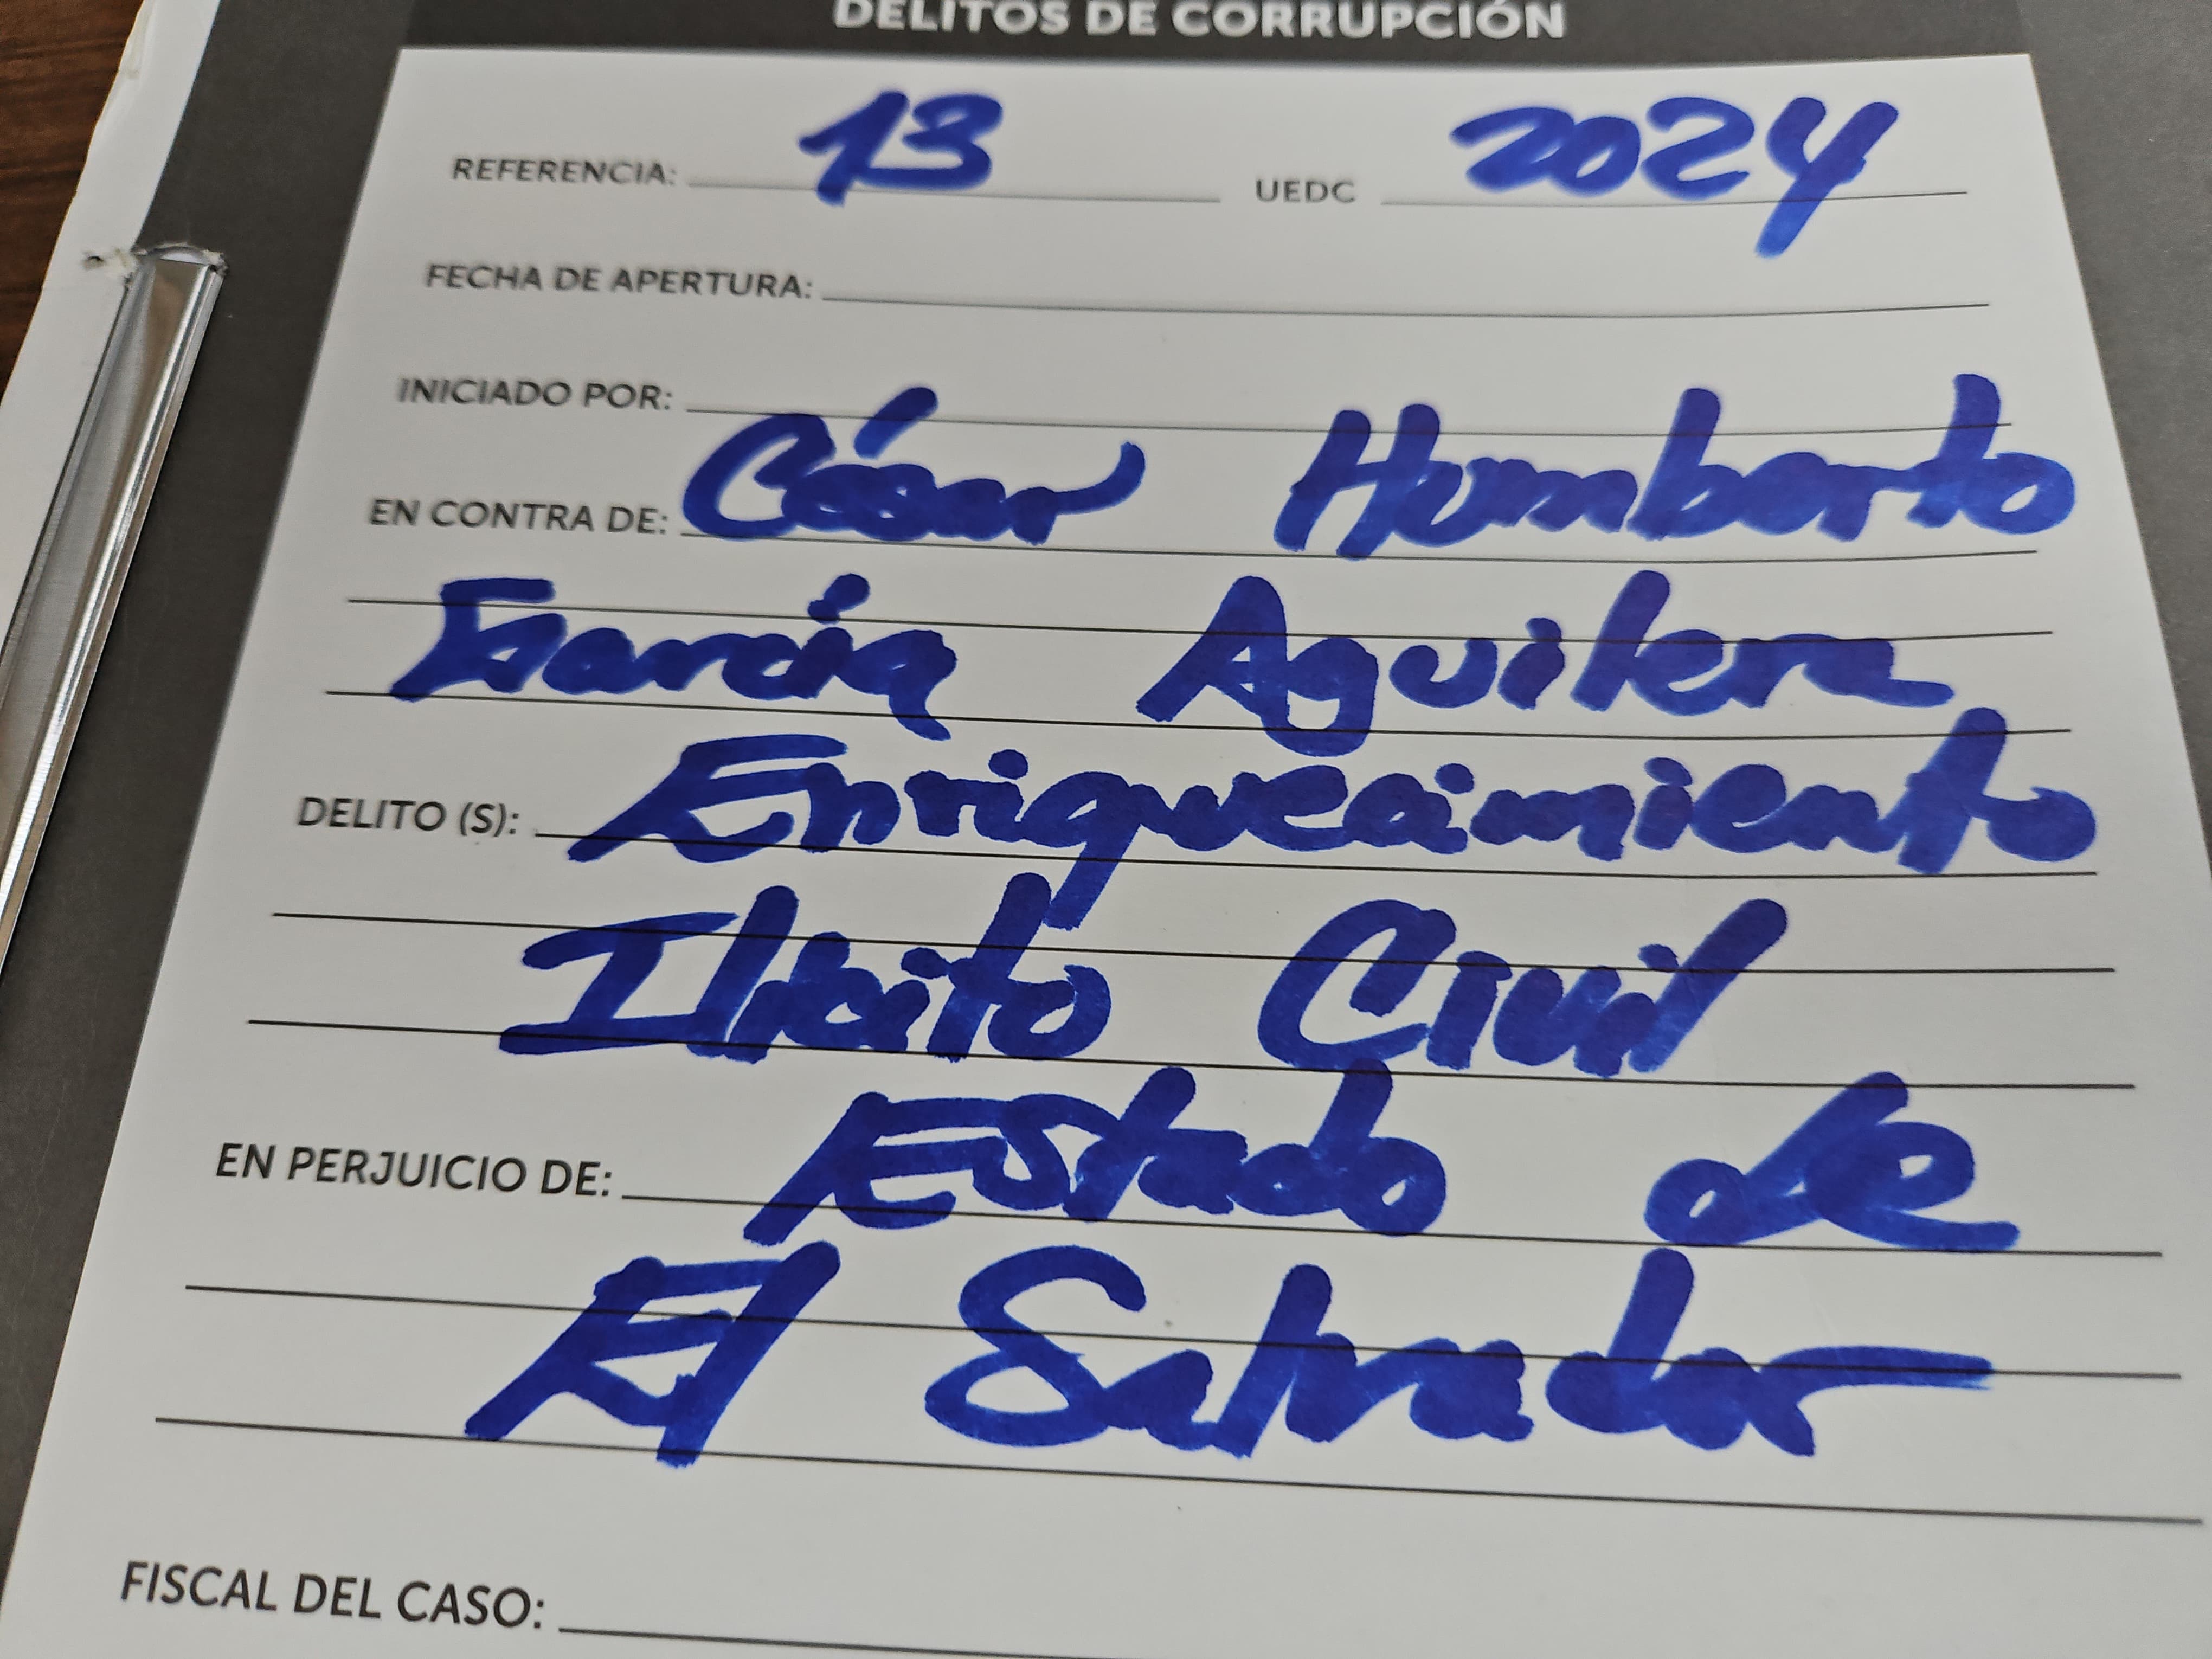 DELITOS DE CORRUPCIÓN
REFERENCIA: 13 UEDC 2024
FECHA DE APERTURA:
INICIADO POR:
EN CONTRA DE: César Humberto
García Aguilera
DELITO (S): Enriquecimiento
Ilícito Civil
EN PERJUICIO DE: Estado de
El Salvador
FISCAL DEL CASO: